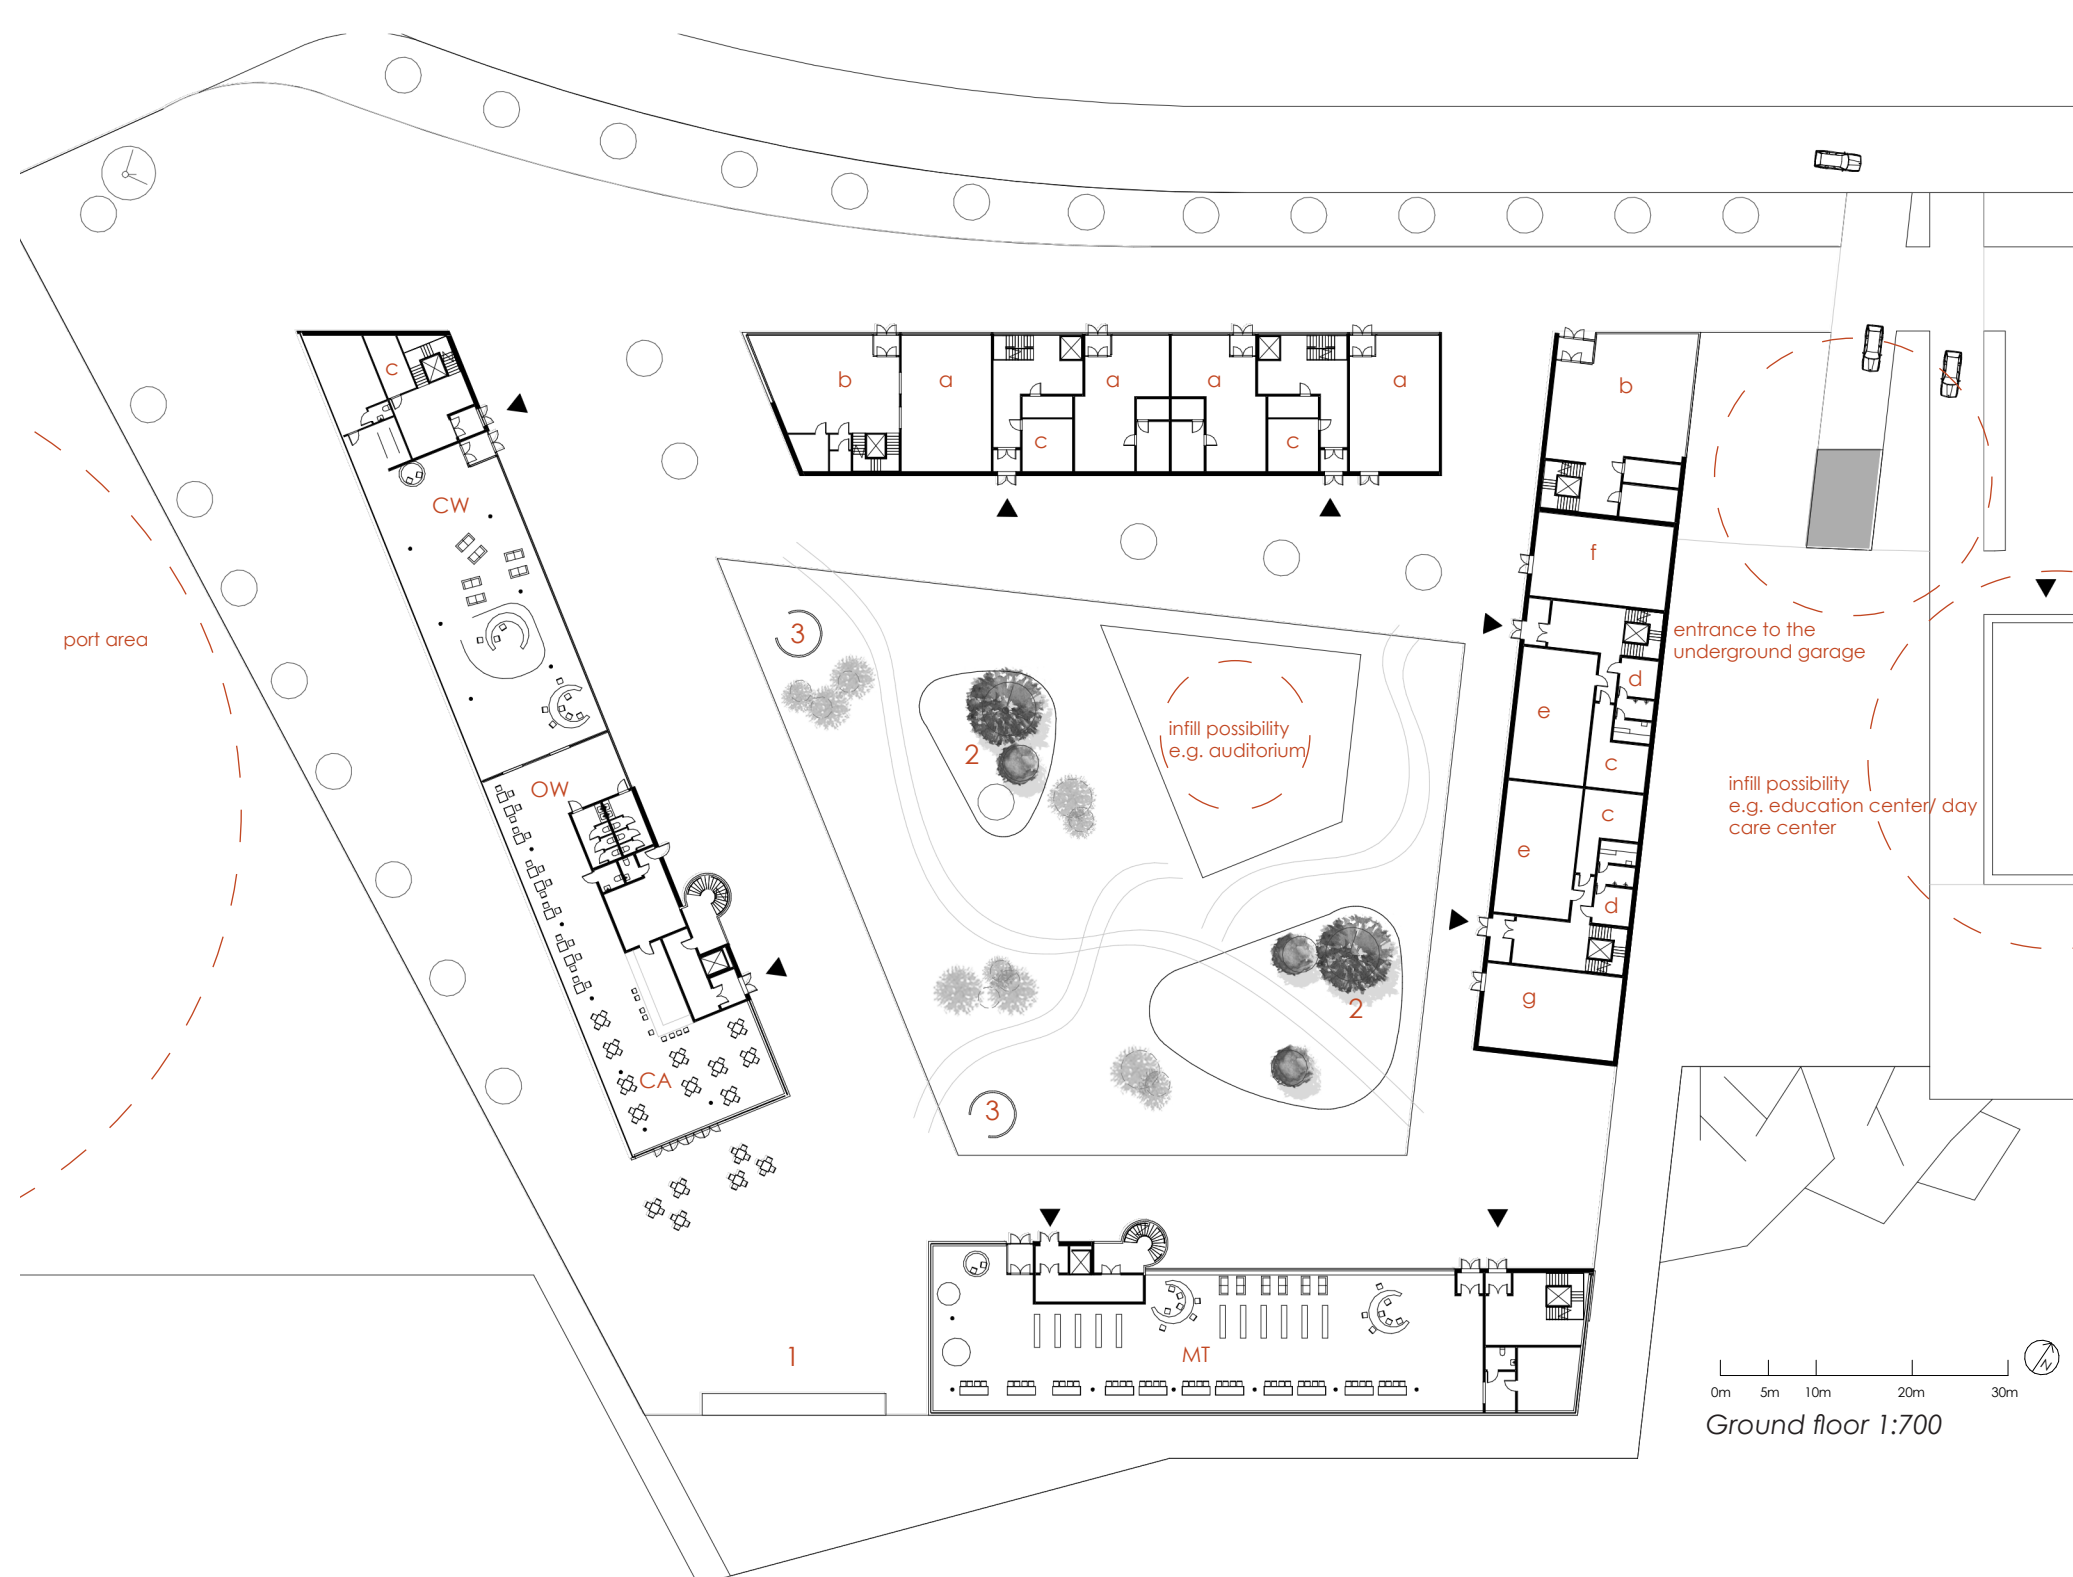 c
b
a
a
a
a
b
c
c
CW
f
port area
3
entrance to the
underground garage
d
e
infill possibility
e.g. auditorium
2
c
OW
infill possibility
e.g. education center/ day
care center
c
e
d
g
2
CA
3
1
MT
N
0m 5m 10m 20m 30m
Ground floor 1:700